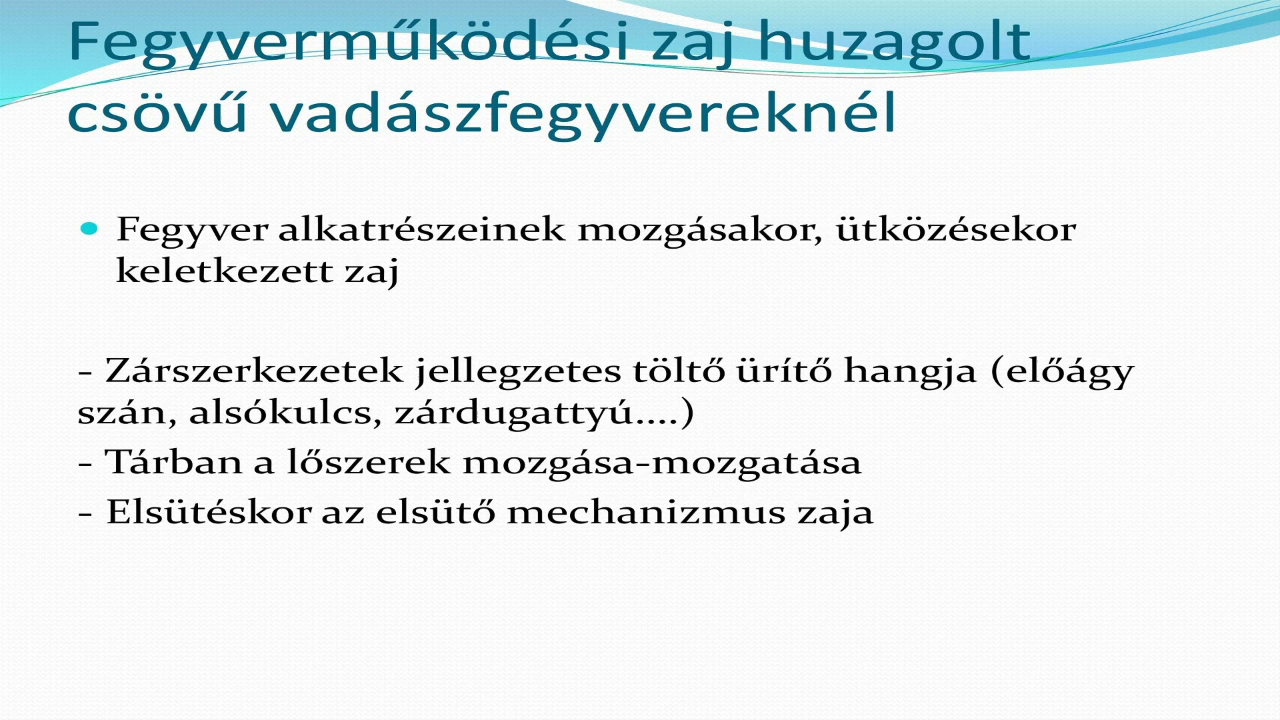 Fegyverműködési zaj huzagolt
csövű vadászfegyvereknél
• Fegyver alkatrészeinek mozgásakor, ütközésekor
keletkezett zaj
- Zárszerkezetek jellegzetes töltő ürítő hangja (előágy
szán, alsókulcs, zárdugattyú....)
- Tárban a lőszerek mozgása-mozgatása
- Elsütéskor az elsütő mechanizmus zaja